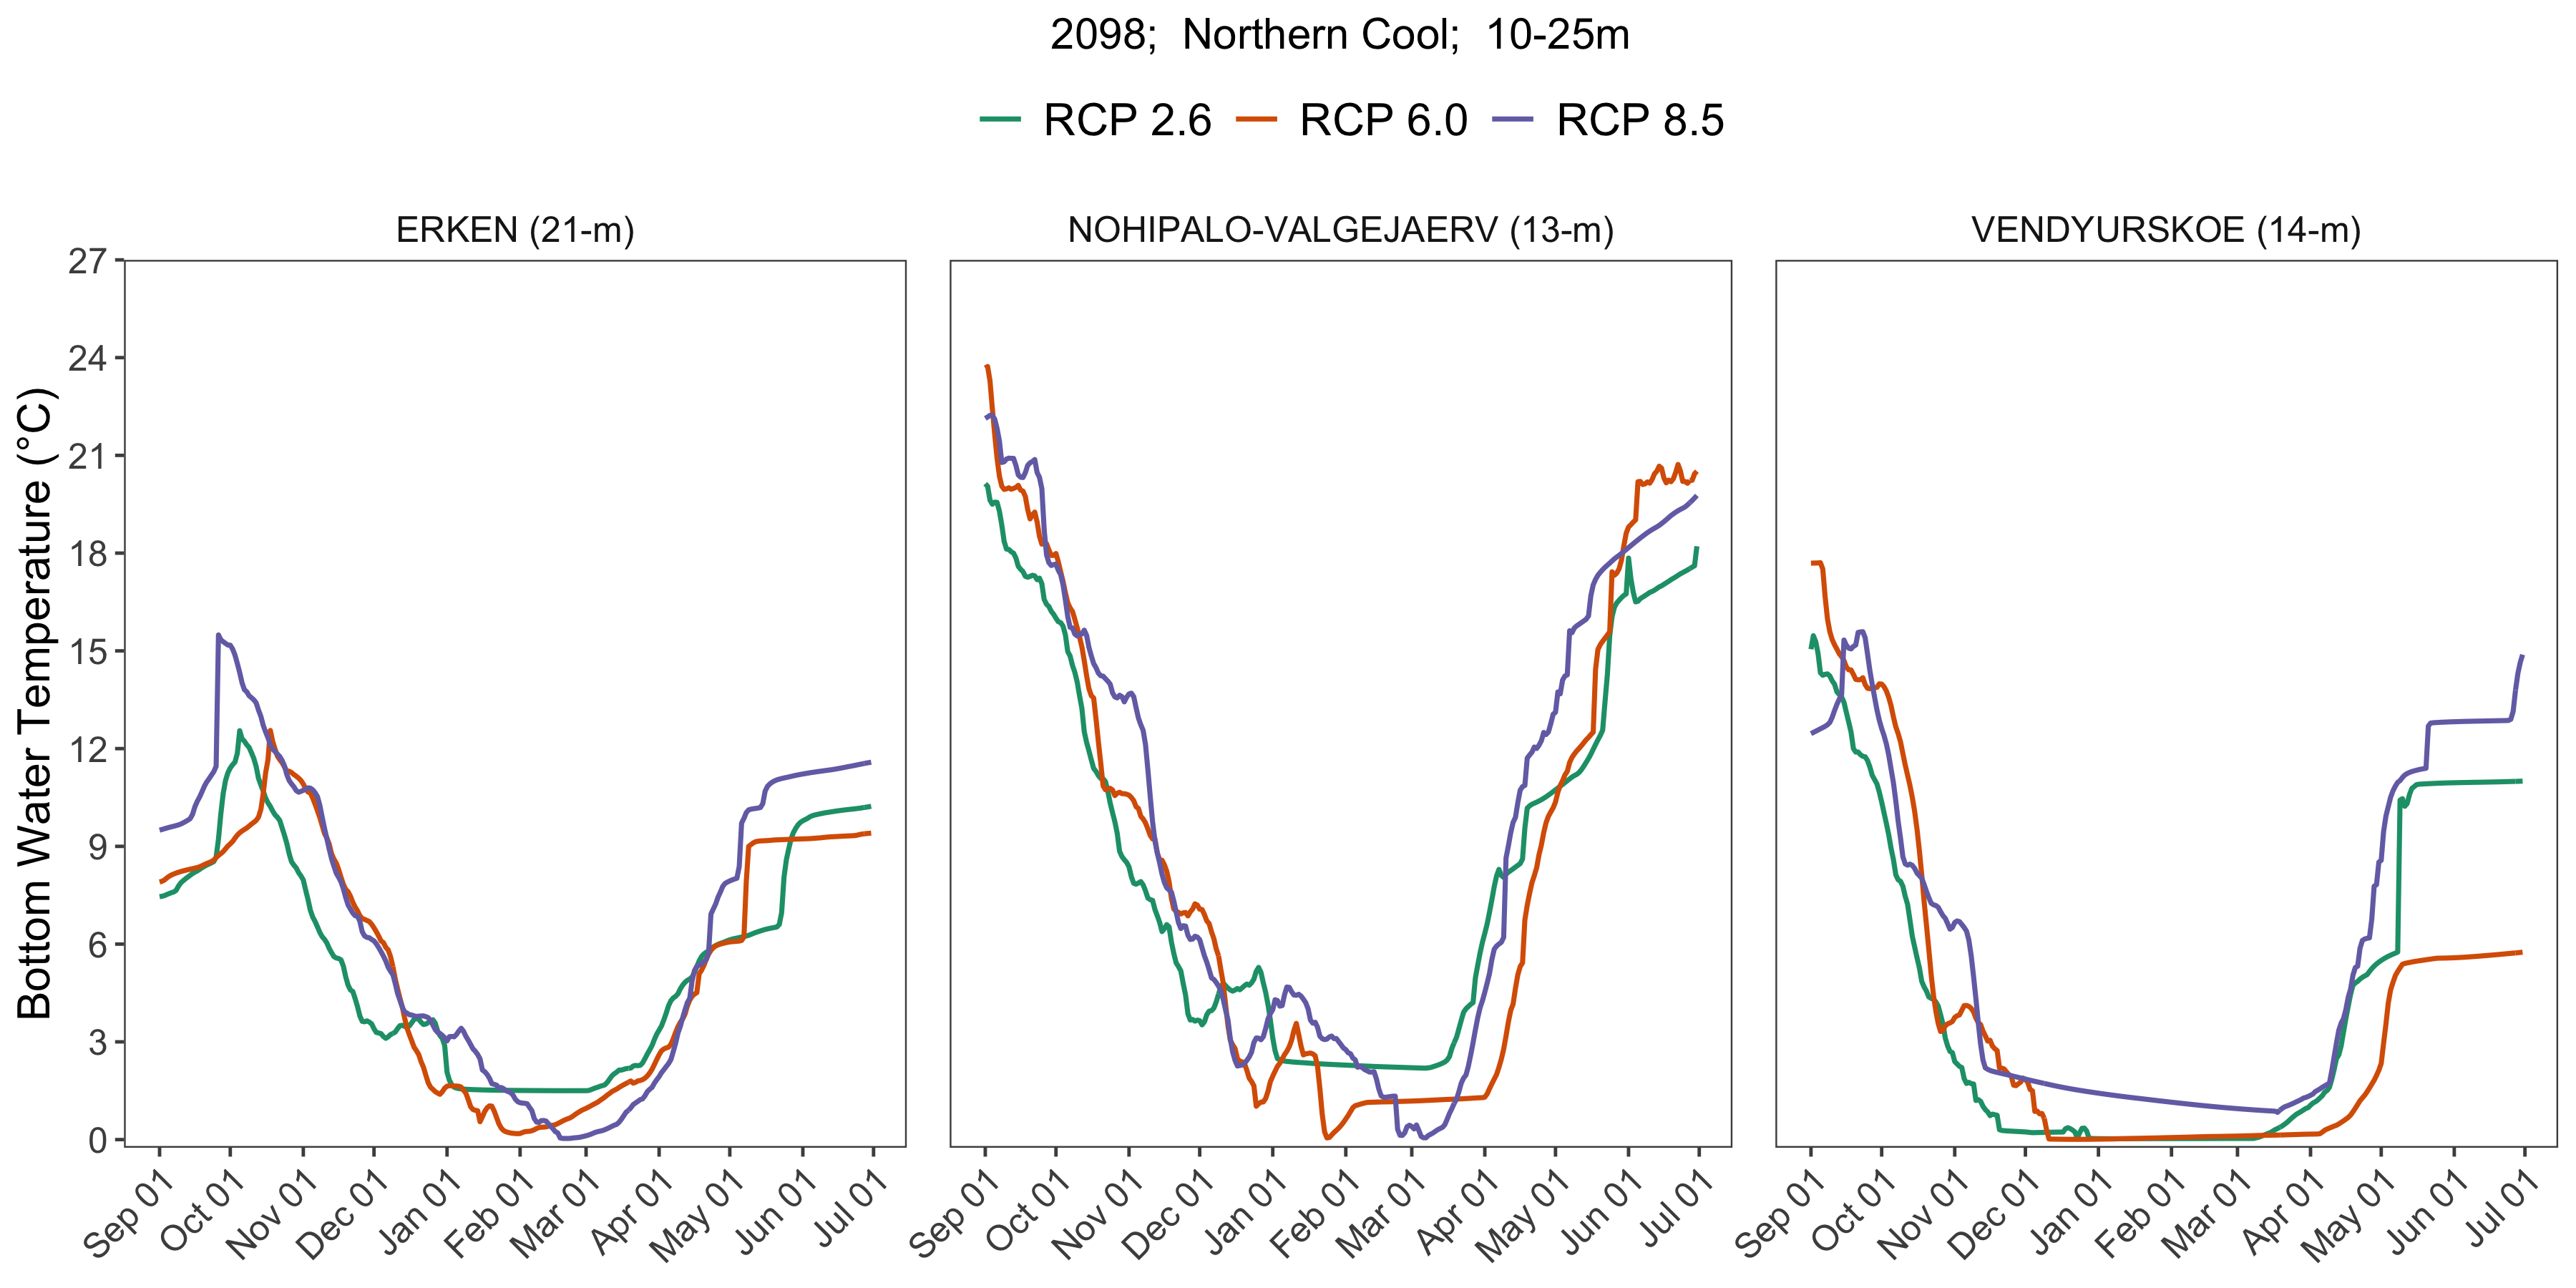 2098;  Northern Cool;  10-25m
RCP 2.6 RCP 6.0 RCP 8.5
ERKEN (21-m) NOHIPALO-VALGEJAERV (13-m) VENDYURSKOE (14-m)
Bottom Water Temperature (°C)
27
24
21
18
15
12
9
6
3
0
Sep 01 Oct 01 Nov 01 Dec 01 Jan 01 Feb 01 Mar 01 Apr 01 May 01 Jun 01 Jul 01 Sep 01 Oct 01 Nov 01 Dec 01 Jan 01 Feb 01 Mar 01 Apr 01 May 01 Jun 01 Jul 01 Sep 01 Oct 01 Nov 01 Dec 01 Jan 01 Feb 01 Mar 01 Apr 01 May 01 Jun 01 Jul 01